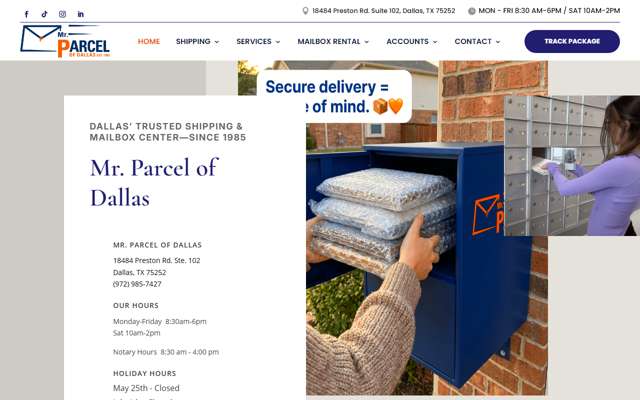 18484 Preston Rd. Suite 102, Dallas, TX 75252
MON - FRI 8:30 AM-6PM / SAT 10AM-2PM
Mr.
PARCEL
OF DALLAS
HOME
SHIPPING
SERVICES
MAILBOX RENTAL
ACCOUNTS
CONTACT
TRACK PACKAGE
Secure delivery =
of mind. 📦🧡
DALLAS' TRUSTED SHIPPING &
MAILBOX CENTER—SINCE 1985
Mr. Parcel of
Dallas
MR. PARCEL OF DALLAS
18484 Preston Rd. Ste. 102
Dallas, TX 75252
(972) 985-7427
OUR HOURS
Monday-Friday 8:30am-6pm
Sat 10am-2pm
Notary Hours 8:30 am - 4:00 pm
HOLIDAY HOURS
May 25th - Closed